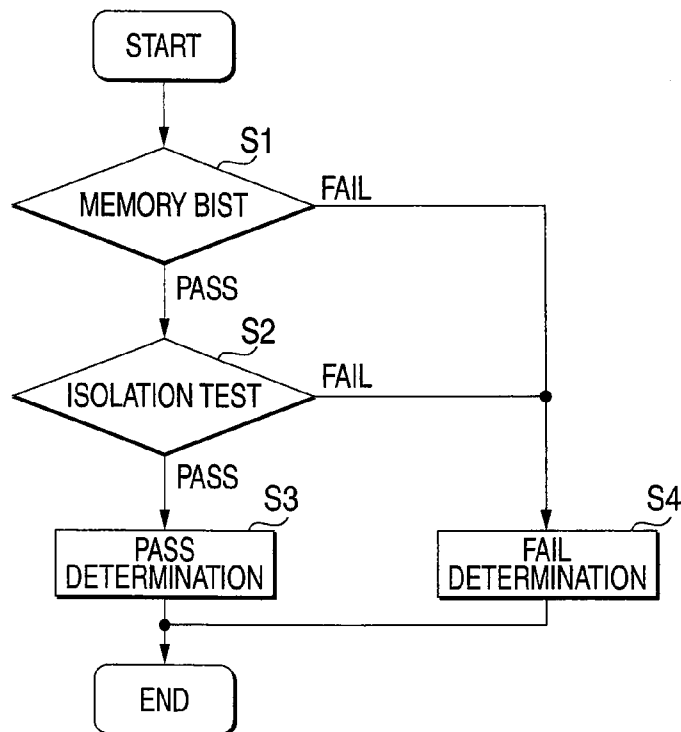 START
S1
MEMORY BIST
FAIL
PASS
S2
ISOLATION TEST
FAIL
PASS
S3
PASS
DETERMINATION
S4
FAIL
DETERMINATION
END